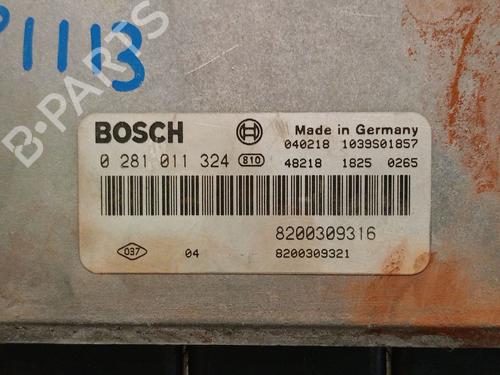 1113
B-PARTS
BOSCH
Made in Germany
040218 1039S01857
0 281 011 324 810
48218 1825 0265
8200309316
037 04 8200309321